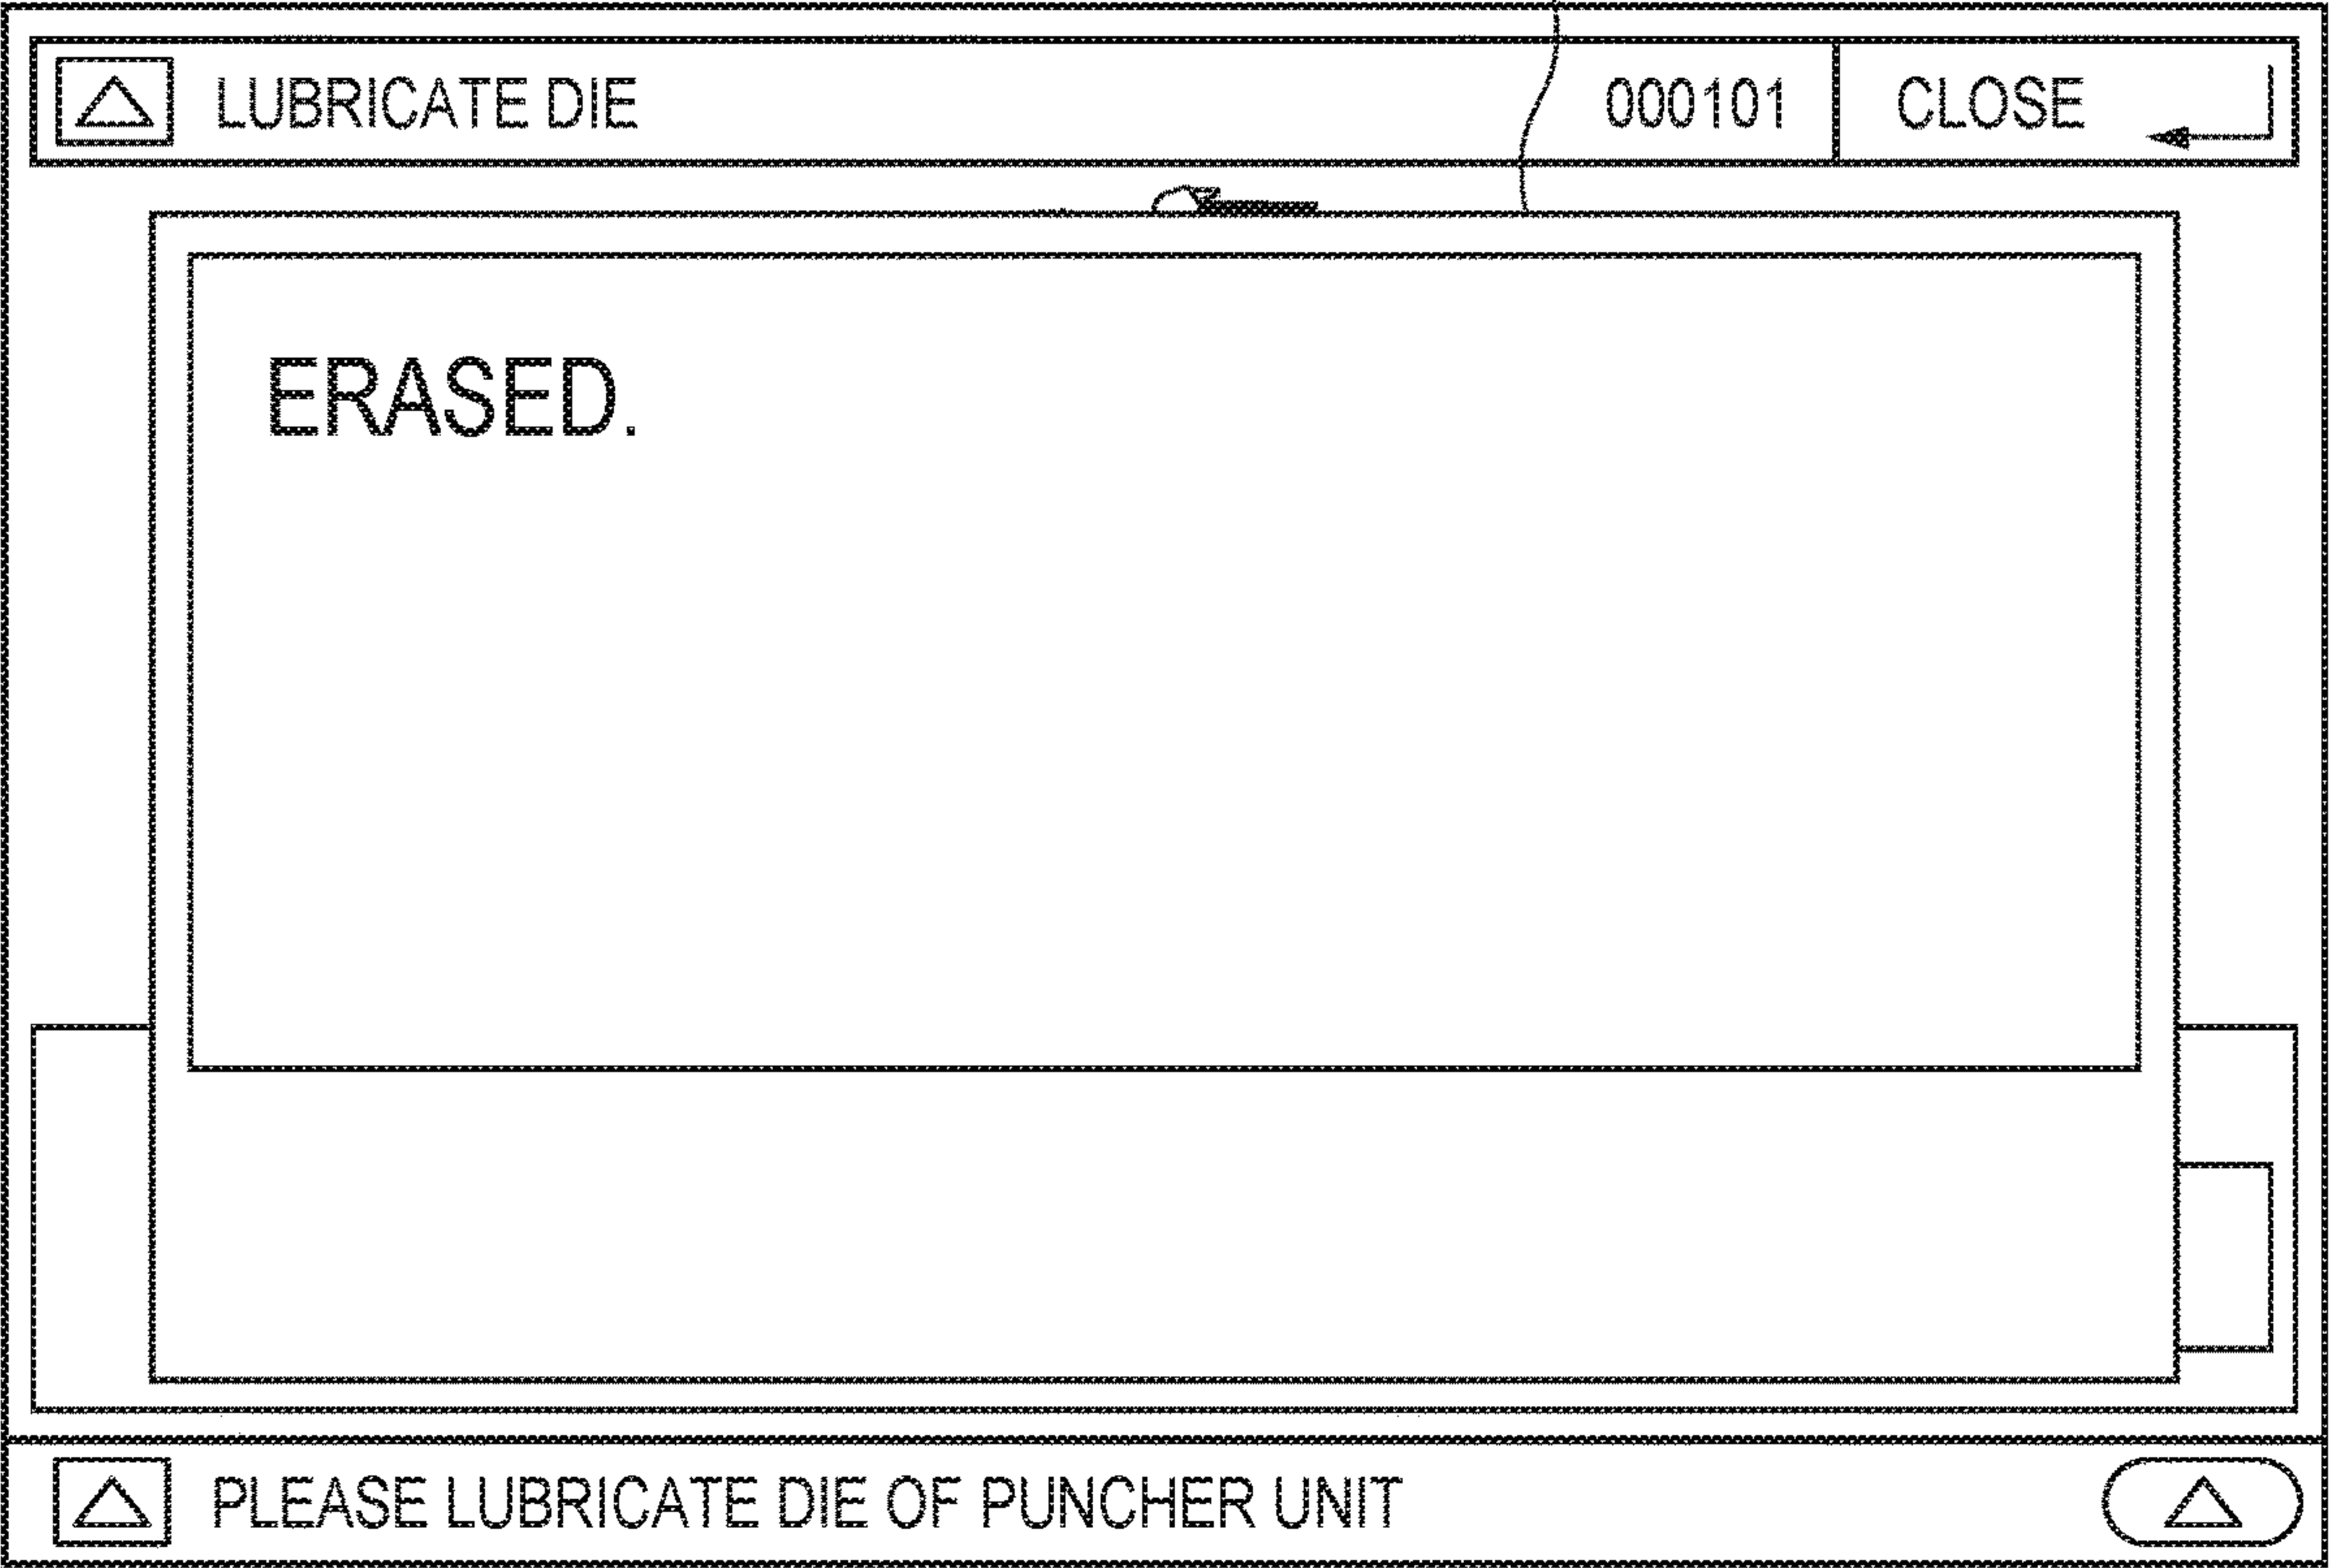 LUBRICATE DIE 000101 CLOSE
ERASED.
PLEASE LUBRICATE DIE OF PUNCHER UNIT